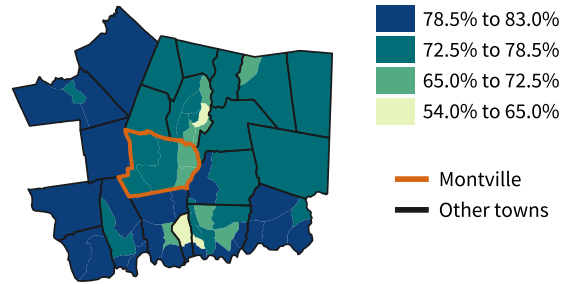 78.5% to 83.0%
72.5% to 78.5%
65.0% to 72.5%
54.0% to 65.0%
Montville
Other towns